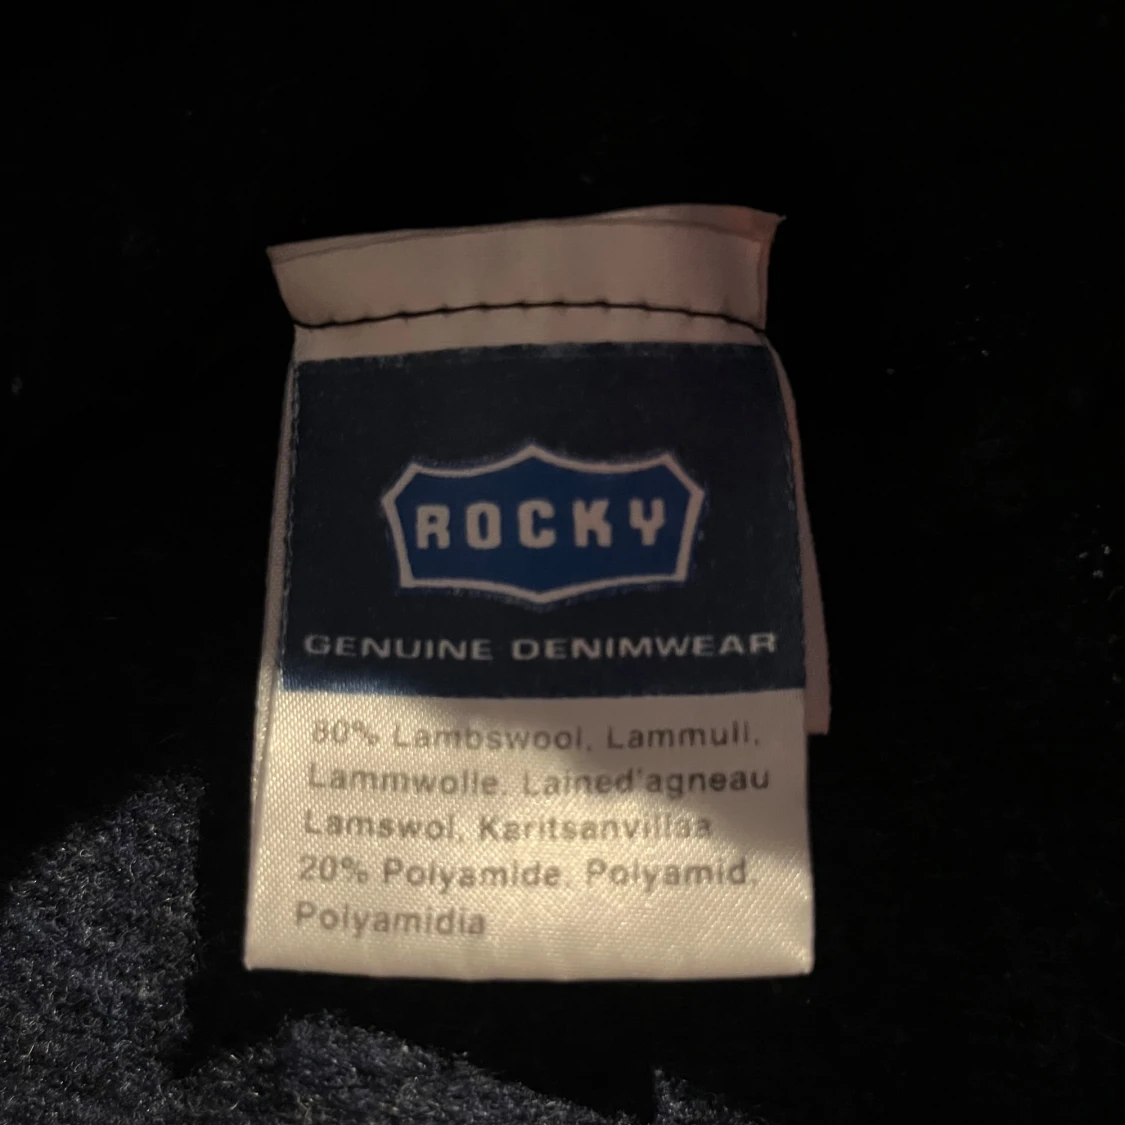 ROCKY
GENUINE DENIMWEAR
80% Lambswool, Lammull,
Lammwolle, Lained'agneau
Lamswol, Karitsanvillaa
20% Polyamide, Polyamid,
Polyamidia